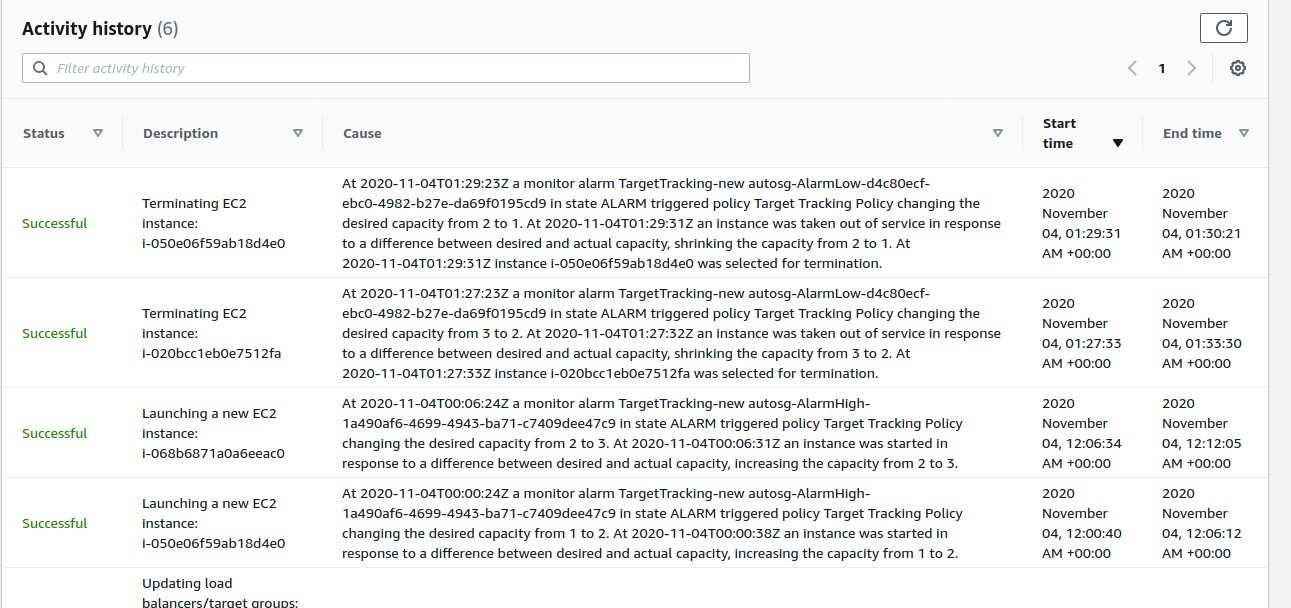 Activity history (6)
Filter activity history
1
Status
Description
Cause
Start
time
End time
Successful
Terminating EC2
instance:
i-050e06f59ab18d4e0
At 2020-11-04T01:29:23Z a monitor alarm TargetTracking-new autosg-AlarmLow-d4c80ecf-
ebc0-4982-b27e-da69f0195cd9 in state ALARM triggered policy Target Tracking Policy changing the
desired capacity from 2 to 1. At 2020-11-04T01:29:31Z an instance was taken out of service in response
to a difference between desired and actual capacity, shrinking the capacity from 2 to 1. At
2020-11-04T01:29:31Z instance i-050e06f59ab18d4e0 was selected for termination.
2020
November
04, 01:29:31
AM +00:00
2020
November
04, 01:30:21
AM +00:00
Successful
Terminating EC2
instance:
i-020bcc1eb0e7512fa
At 2020-11-04T01:27:23Z a monitor alarm TargetTracking-new autosg-AlarmLow-d4c80ecf-
ebc0-4982-b27e-da69f0195cd9 in state ALARM triggered policy Target Tracking Policy changing the
desired capacity from 3 to 2. At 2020-11-04T01:27:32Z an instance was taken out of service in response
to a difference between desired and actual capacity, shrinking the capacity from 3 to 2. At
2020-11-04T01:27:33Z instance i-020bcc1eb0e7512fa was selected for termination.
2020
November
04, 01:27:33
AM +00:00
2020
November
04, 01:33:30
AM +00:00
Successful
Launching a new EC2
instance:
i-068b6871a0a6eeac0
At 2020-11-04T00:06:24Z a monitor alarm TargetTracking-new autosg-AlarmHigh-
1a490af6-4699-4943-ba71-c7409dee47c9 in state ALARM triggered policy Target Tracking Policy
changing the desired capacity from 2 to 3. At 2020-11-04T00:06:31Z an instance was started in
response to a difference between desired and actual capacity, increasing the capacity from 2 to 3.
2020
November
04, 12:06:34
AM +00:00
2020
November
04, 12:12:05
AM +00:00
Successful
Launching a new EC2
instance:
i-050e06f59ab18d4e0
At 2020-11-04T00:00:24Z a monitor alarm TargetTracking-new autosg-AlarmHigh-
1a490af6-4699-4943-ba71-c7409dee47c9 in state ALARM triggered policy Target Tracking Policy
changing the desired capacity from 1 to 2. At 2020-11-04T00:00:38Z an instance was started in
response to a difference between desired and actual capacity, increasing the capacity from 1 to 2.
2020
November
04, 12:00:40
AM +00:00
2020
November
04, 12:06:12
AM +00:00
Updating load
balancers/target groups: